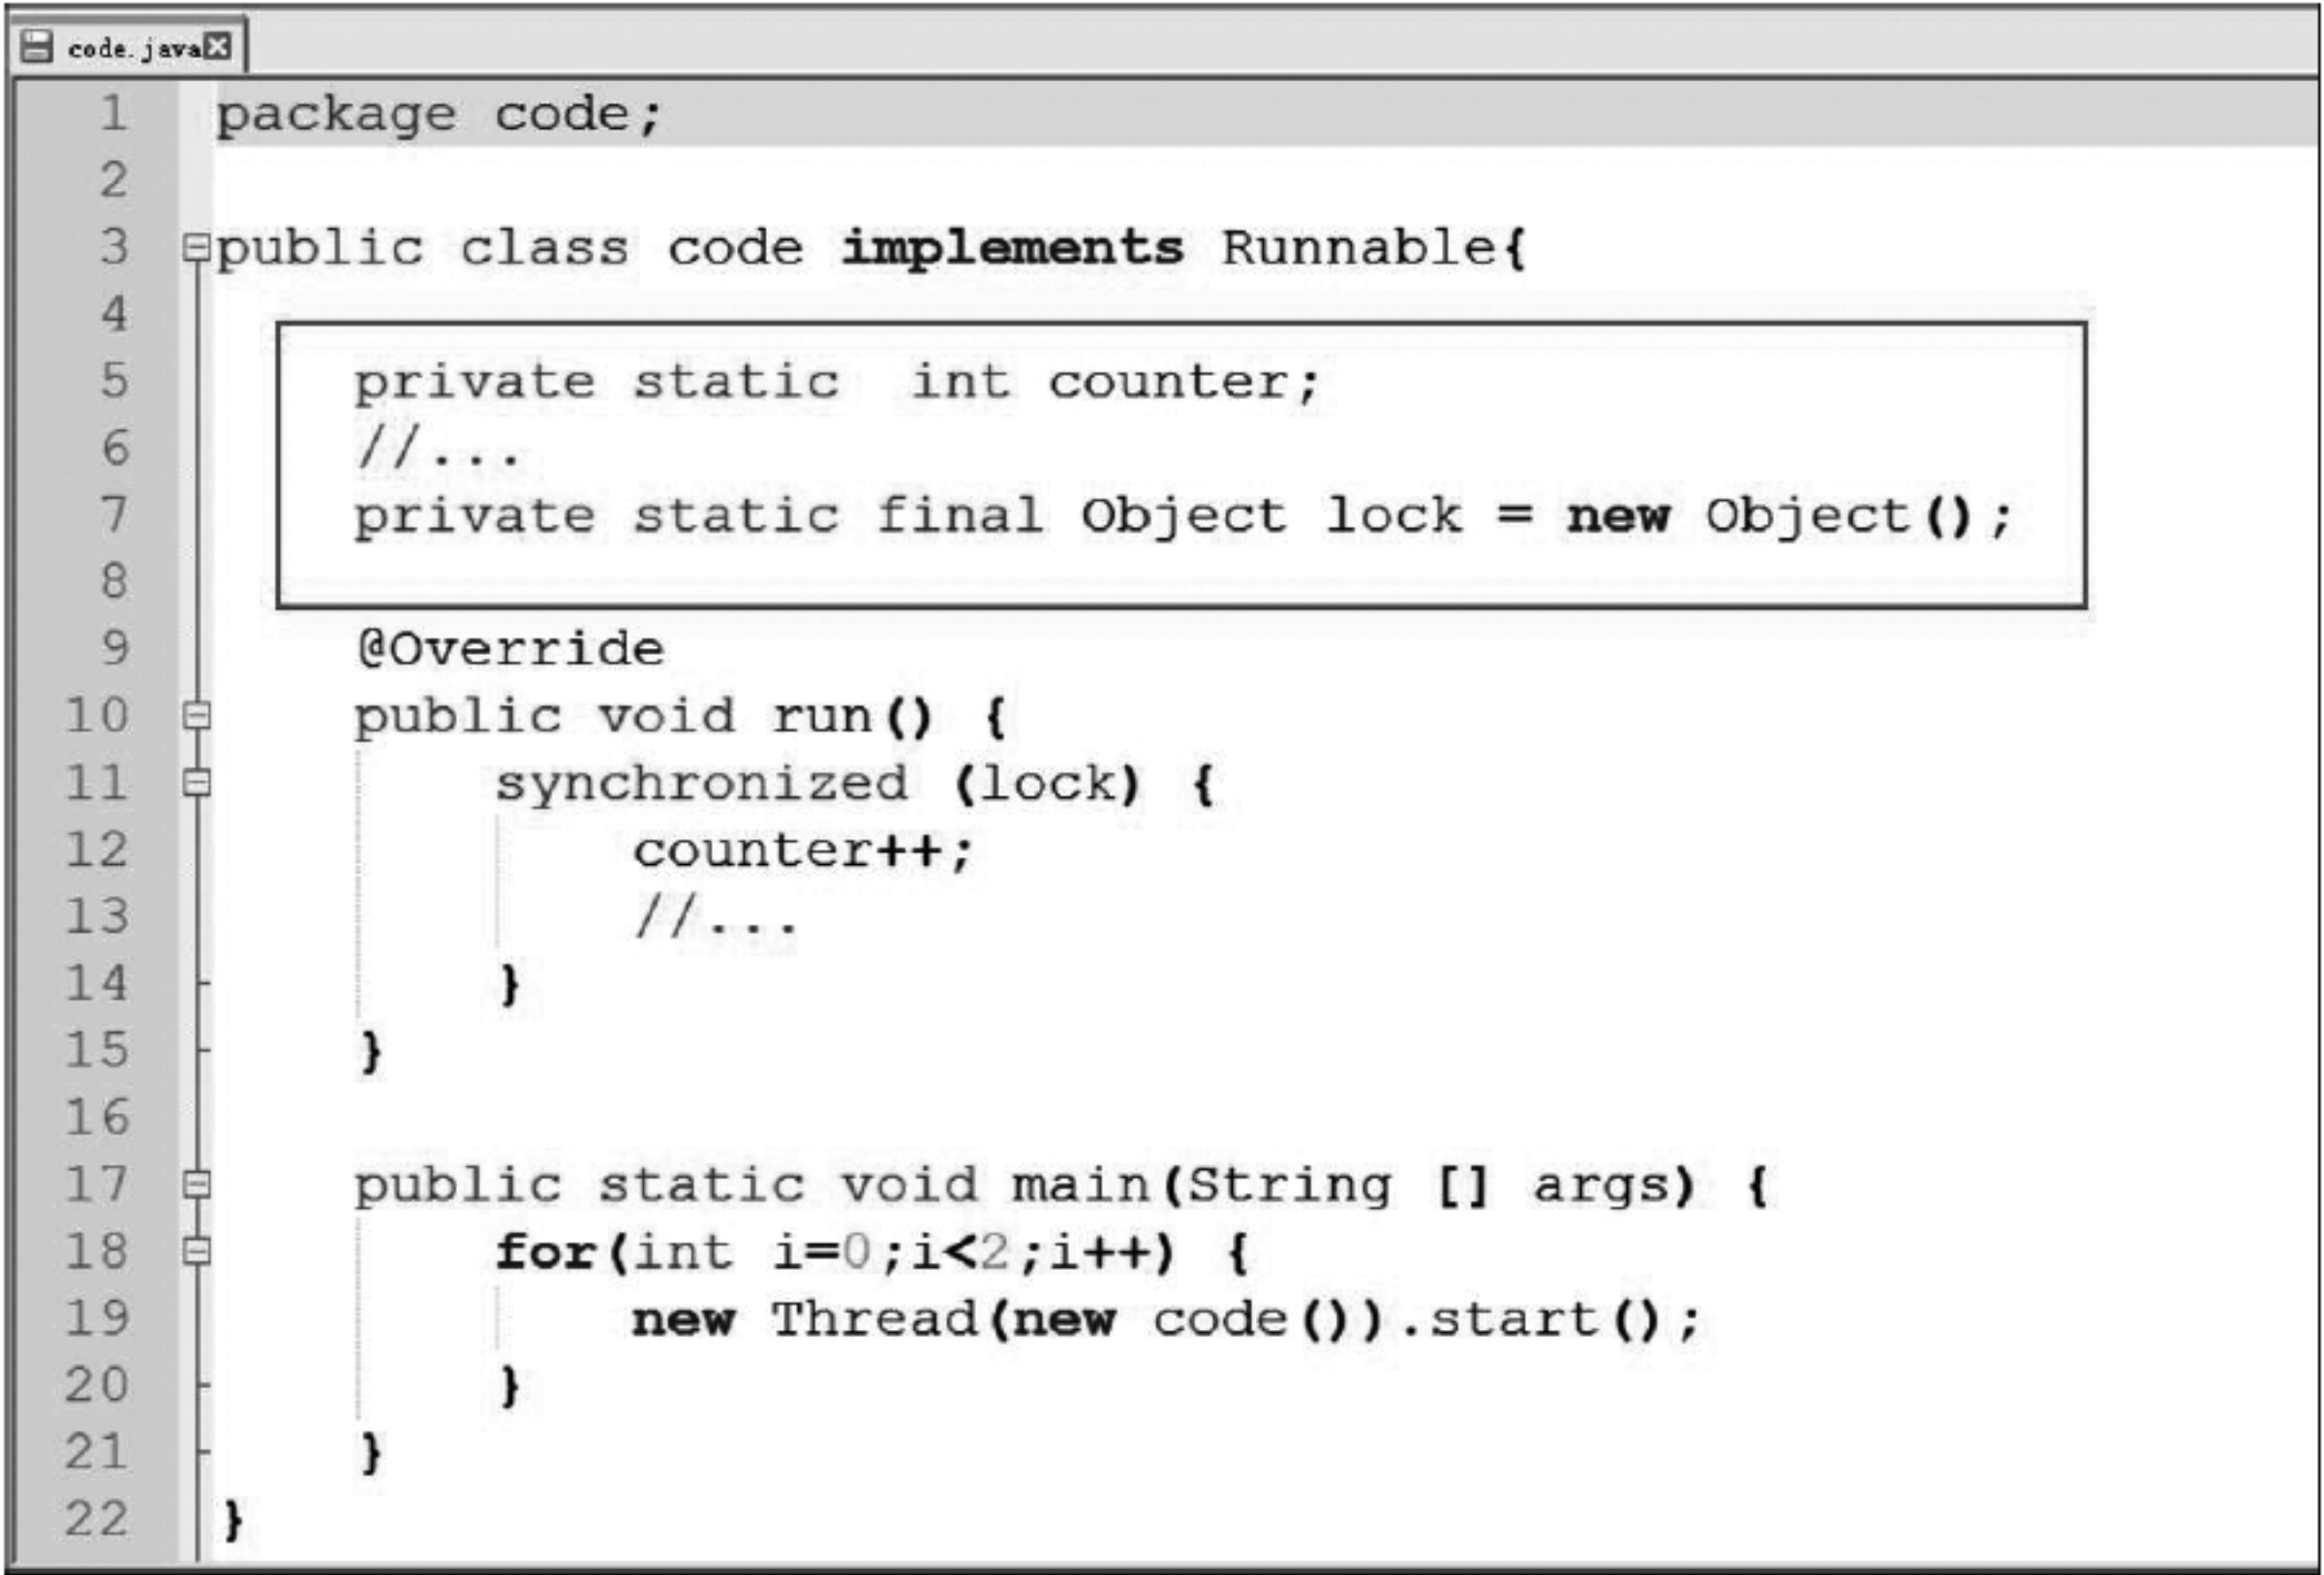 code.java
1 package code;
2
3 public class code implements Runnable{
4
5     private static  int counter;
6     //...
7     private static final Object lock = new Object();
8
9     @Override
10     public void run() {
11         synchronized (lock) {
12             counter++;
13             //...
14         }
15     }
16
17     public static void main(String [] args) {
18         for(int i=0;i<2;i++) {
19             new Thread(new code()).start();
20         }
21     }
22 }